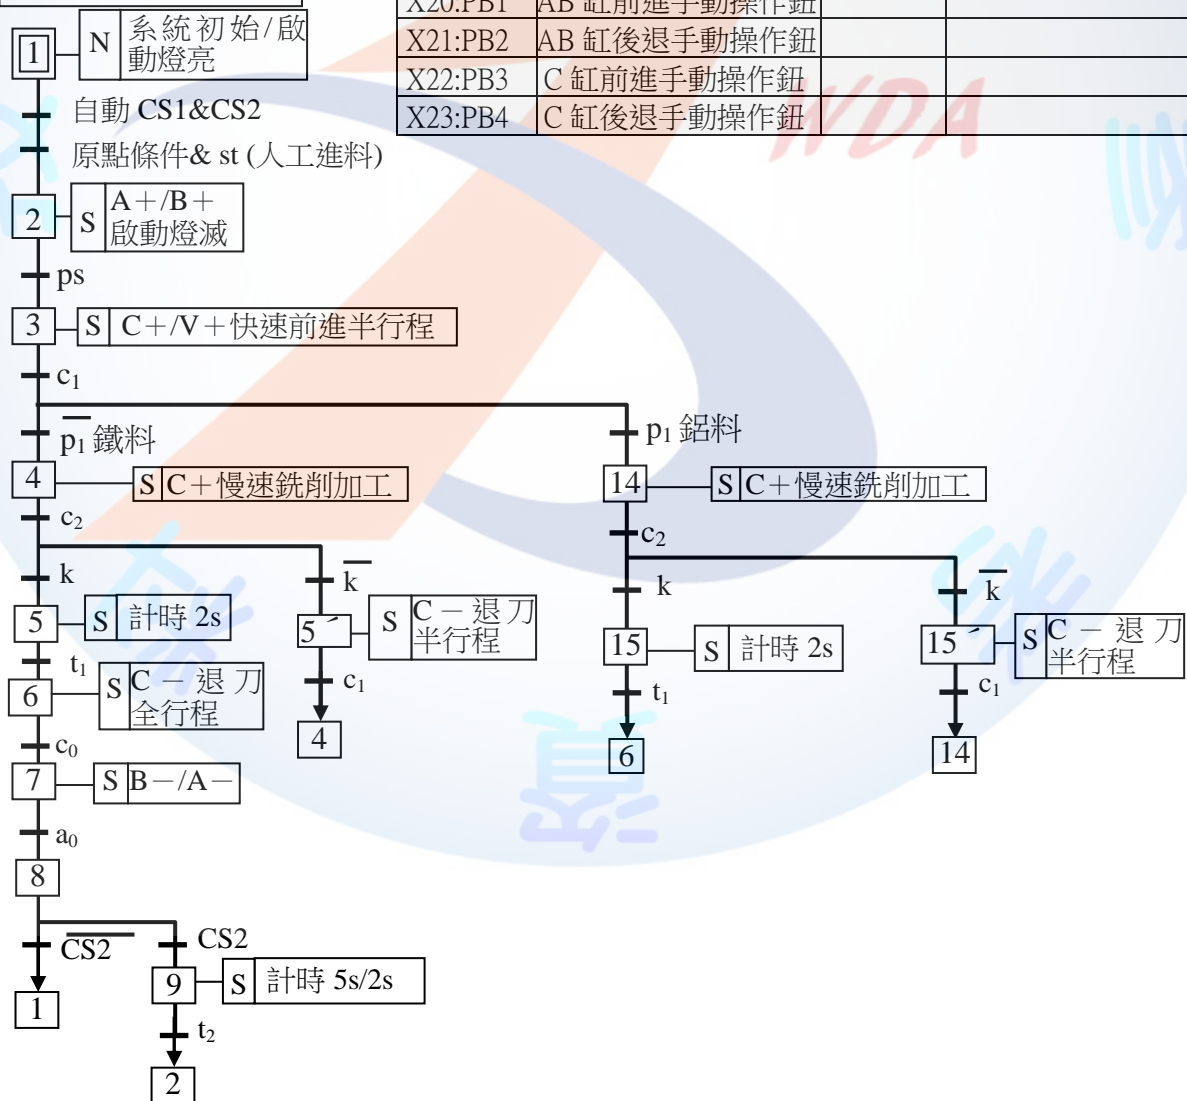 X20:PB1 AB 缸前進手動操作鈕
X21:PB2 AB 缸後退手動操作鈕
X22:PB3 C 缸前進手動操作鈕
X23:PB4 C 缸後退手動操作鈕
WDA
1 N 系統初始/啟
動燈亮
自動 CS1&CS2
原點條件& st (人工進料)
2 S A+/B+
啟動燈滅
ps
3 S C+/V+快速前進半行程
c₁
p̅₁ 鐵料
p₁ 鋁料
4 S C+慢速銑削加工
14 S C+慢速銑削加工
c₂
c₂
k
k̅
k
k̅
5 S 計時 2s
5´ S C－退刀
半行程
15 S 計時 2s
15´ S C－退刀
半行程
t₁
c₁
t₁
c₁
6 S C－退刀
全行程
4
6
14
c₀
7 S B－/A－
a₀
8
C̅S̅2̅
CS2
1
9 S 計時 5s/2s
t₂
2